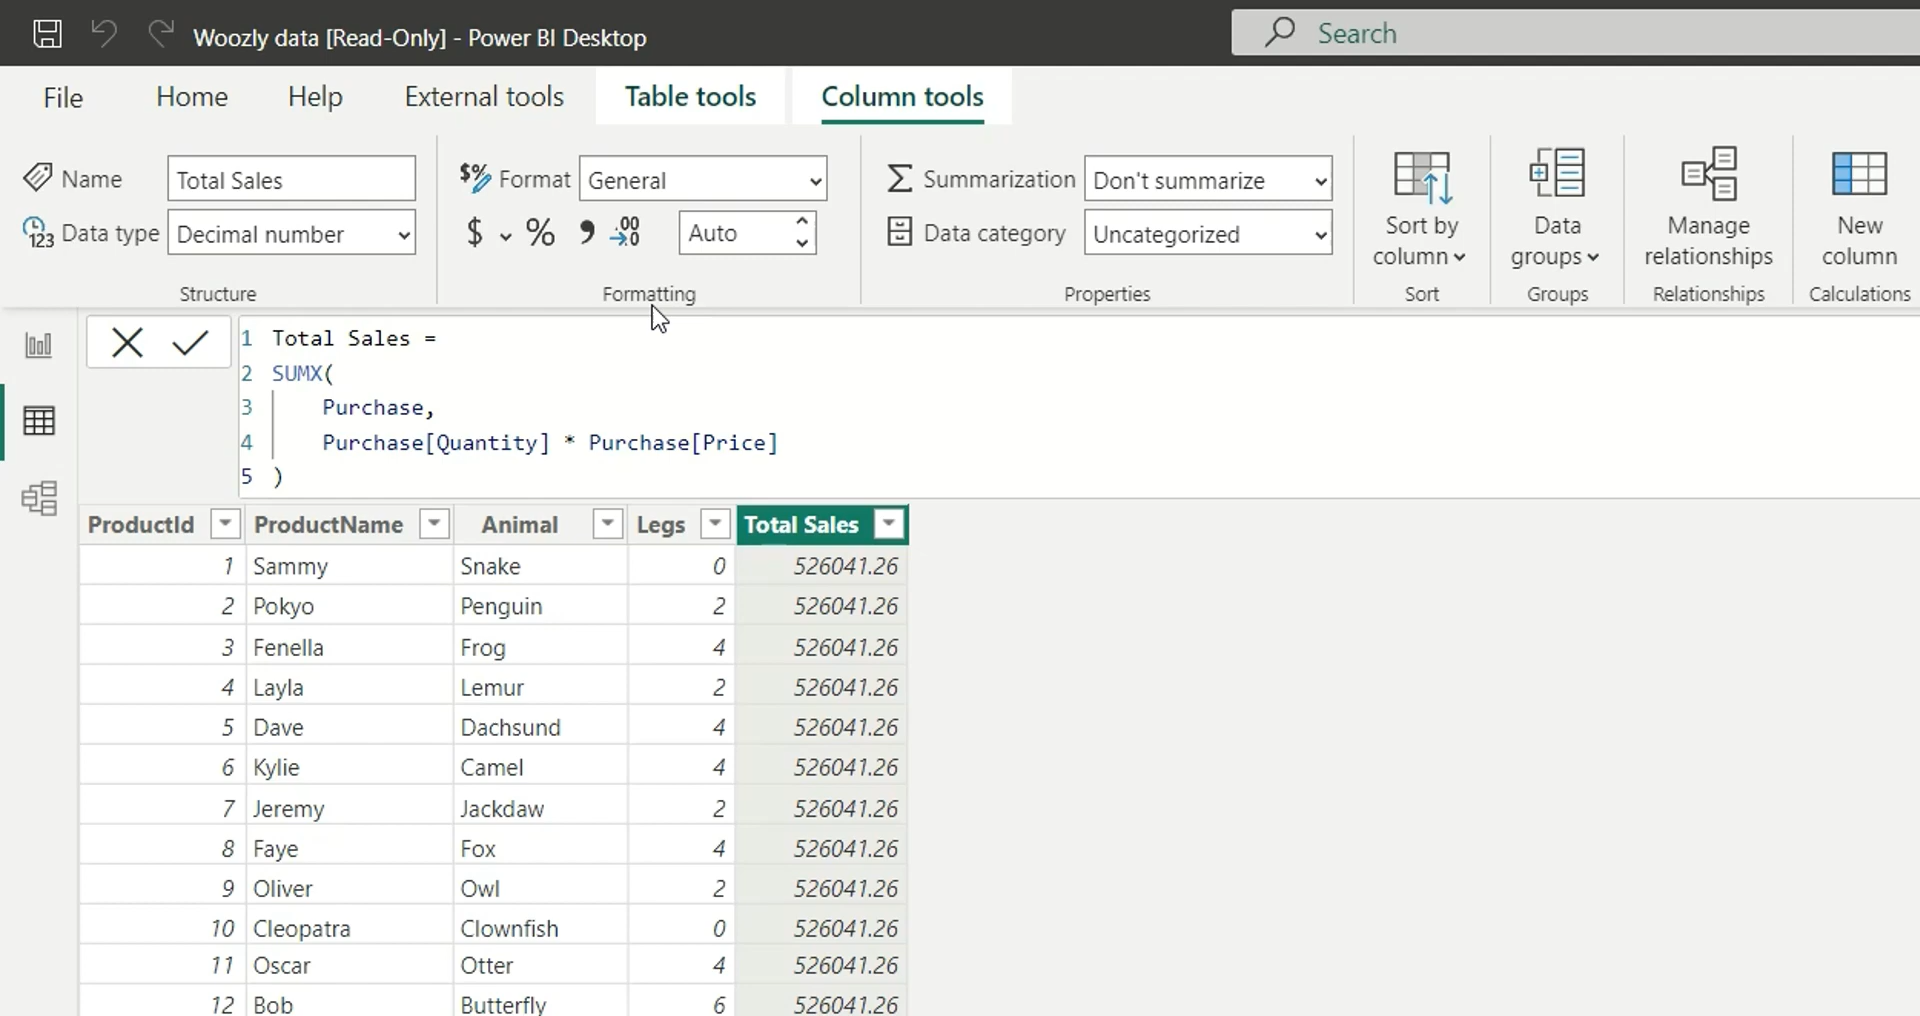 Woozly data [Read-Only] - Power BI Desktop
Search
File Home Help External tools Table tools Column tools
Name Total Sales
Data type Decimal number
Structure
$% Format General
$ % , .00 Auto
Formatting
Summarization Don't summarize
Data category Uncategorized
Properties
Sort by
column
Sort
Data
groups
Groups
Manage
relationships
Relationships
New
column
Calculations
1 Total Sales =
2 SUMX(
3 Purchase,
4 Purchase[Quantity] * Purchase[Price]
5 )
ProductId ProductName Animal Legs Total Sales
1 Sammy Snake 0 526041.26
2 Pokyo Penguin 2 526041.26
3 Fenella Frog 4 526041.26
4 Layla Lemur 2 526041.26
5 Dave Dachsund 4 526041.26
6 Kylie Camel 4 526041.26
7 Jeremy Jackdaw 2 526041.26
8 Faye Fox 4 526041.26
9 Oliver Owl 2 526041.26
10 Cleopatra Clownfish 0 526041.26
11 Oscar Otter 4 526041.26
12 Bob Butterfly 6 526041.26